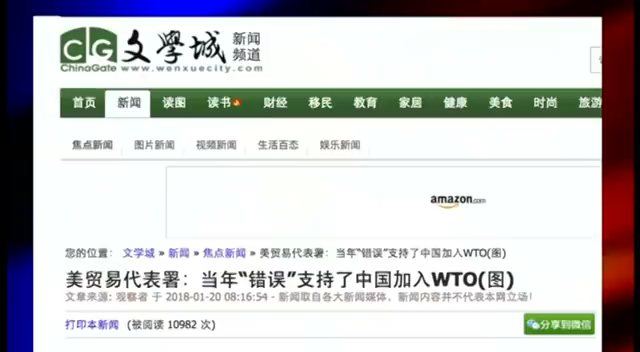 CG 文學城 新闻
频道
ChinaGate www.wenxuecity.com
首页 新闻 读图 读书 财经 移民 教育 家居 健康 美食 时尚 旅游
焦点新闻 图片新闻 视频新闻 生活百态 娱乐新闻
amazon.com
您的位置: 文学城 » 新闻 » 焦点新闻 » 美贸易代表署: 当年“错误”支持了中国加入WTO(图)
美贸易代表署: 当年“错误”支持了中国加入WTO(图)
文章来源: 观察者 于 2018-01-20 08:16:54 - 新闻取自各大新闻媒体, 新闻内容并不代表本网立场!
打印本新闻 (被阅读 10982 次) 分享到微信